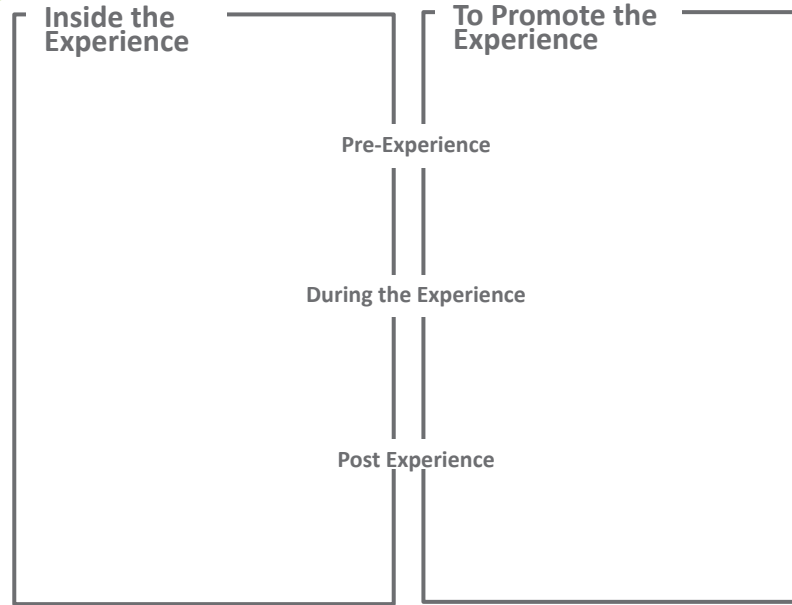 Inside the
Experience
To Promote the
Experience
Pre-Experience
During the Experience
Post Experience